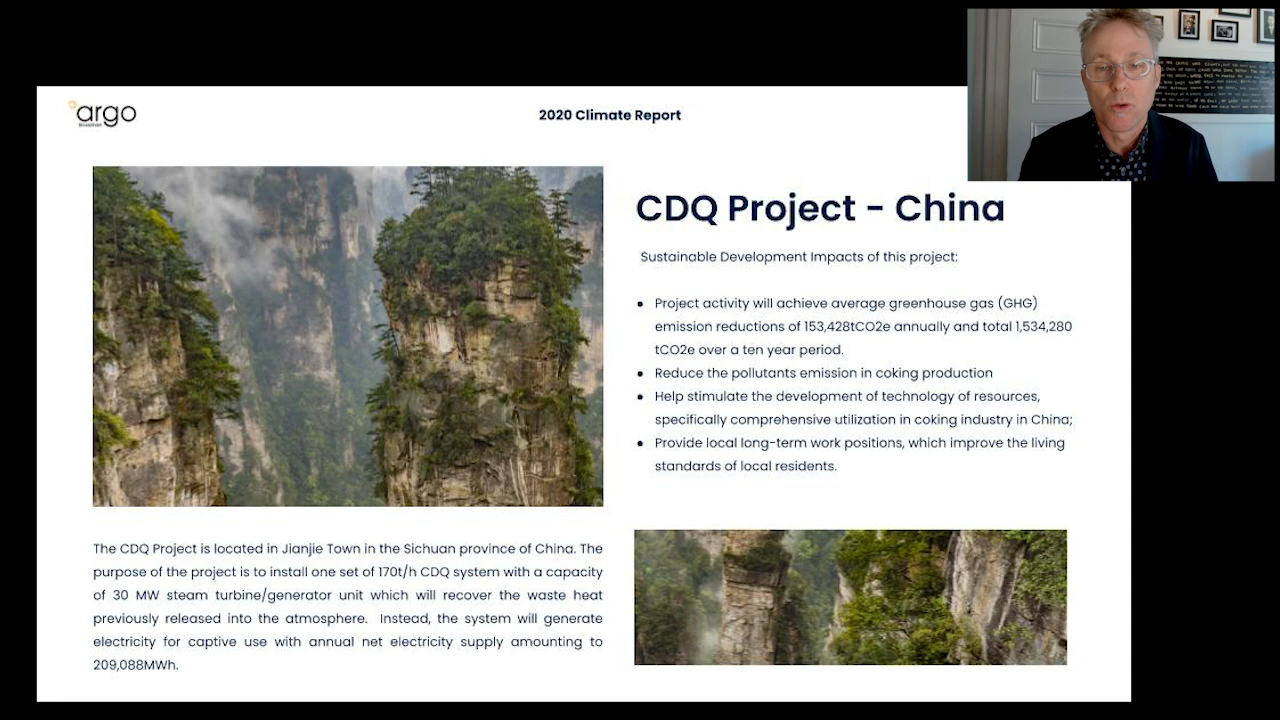 argo
Blockchain
2020 Climate Report
CDQ Project - China
Sustainable Development Impacts of this project:
● Project activity will achieve average greenhouse gas (GHG)
emission reductions of 153,428tCO2e annually and total 1,534,280
tCO2e over a ten year period.
● Reduce the pollutants emission in coking production
● Help stimulate the development of technology of resources,
specifically comprehensive utilization in coking industry in China;
● Provide local long-term work positions, which improve the living
standards of local residents.
The CDQ Project is located in Jianjie Town in the Sichuan province of China. The
purpose of the project is to install one set of 170t/h CDQ system with a capacity
of 30 MW steam turbine/generator unit which will recover the waste heat
previously released into the atmosphere. Instead, the system will generate
electricity for captive use with annual net electricity supply amounting to
209,088MWh.